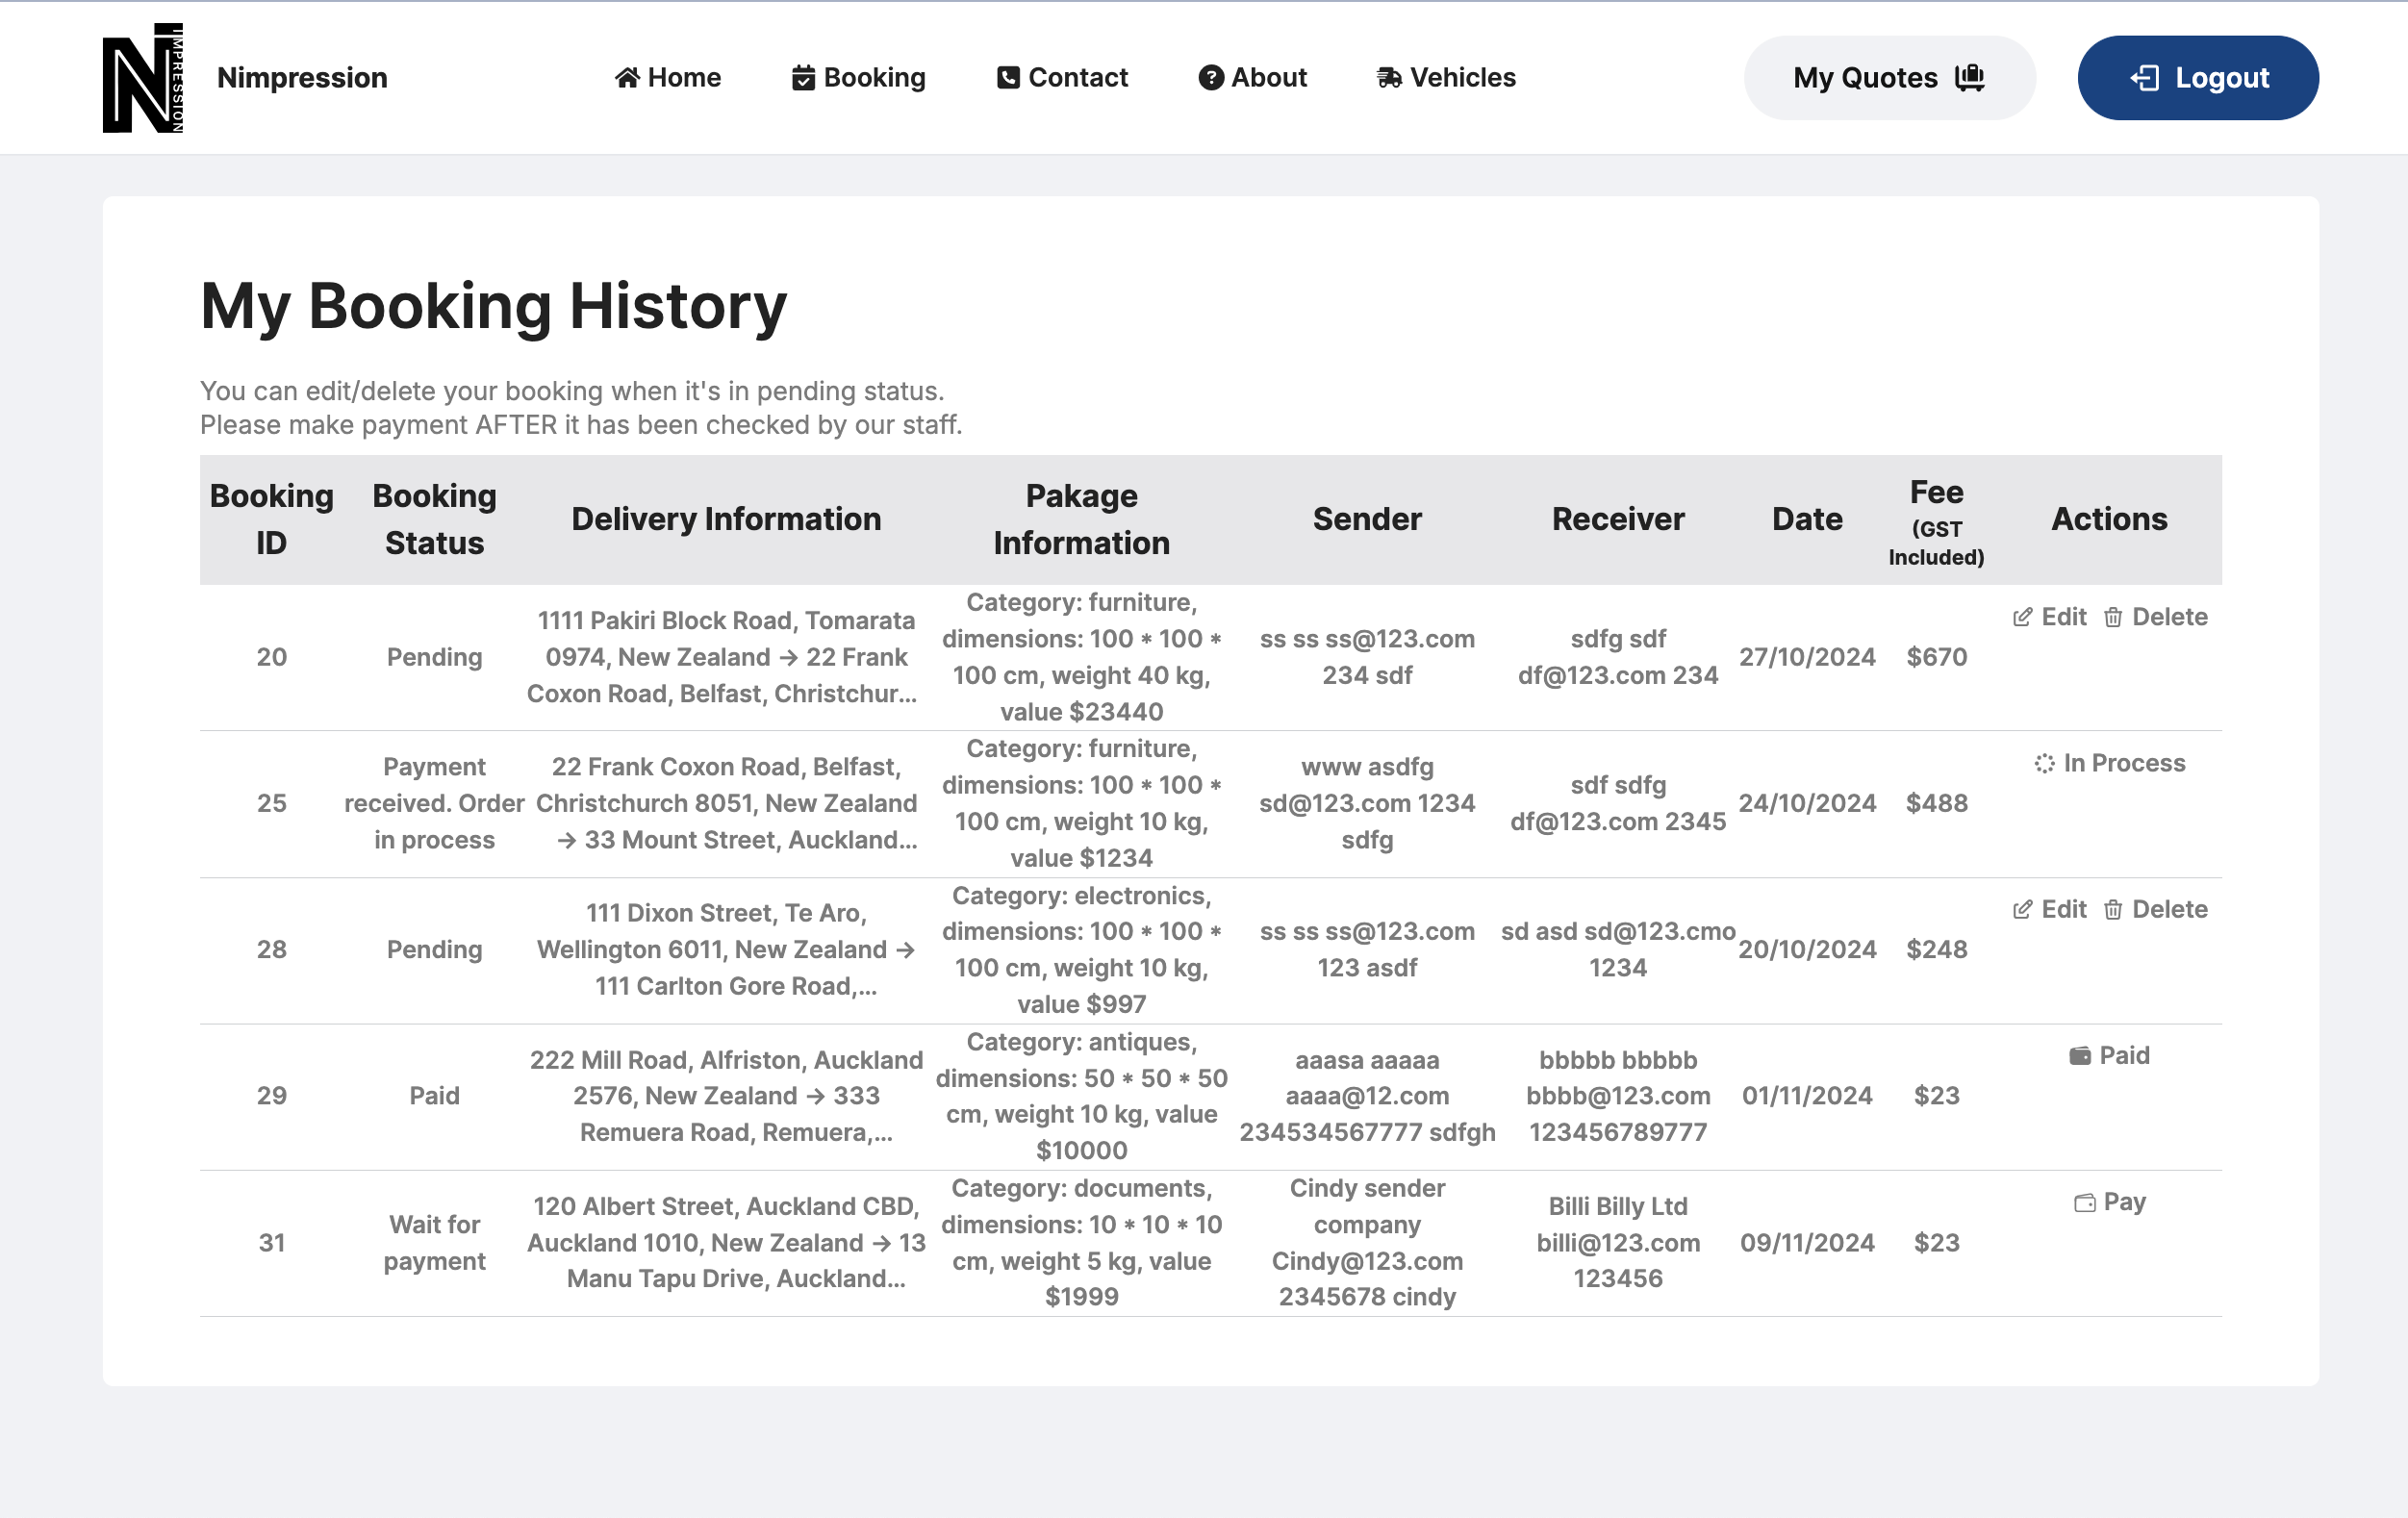 IMPRESSION
Nimpression
Home
Booking
Contact
About
Vehicles
My Quotes
Logout
My Booking History
You can edit/delete your booking when it's in pending status.
Please make payment AFTER it has been checked by our staff.
Booking
ID
Booking
Status
Delivery Information
Pakage
Information
Sender
Receiver
Date
Fee
(GST
Included)
Actions
20
Pending
1111 Pakiri Block Road, Tomarata
0974, New Zealand → 22 Frank
Coxon Road, Belfast, Christchur...
Category: furniture,
dimensions: 100 * 100 *
100 cm, weight 40 kg,
value $23440
ss ss ss@123.com
234 sdf
sdfg sdf
df@123.com 234
27/10/2024
$670
Edit
Delete
25
Payment
received. Order
in process
22 Frank Coxon Road, Belfast,
Christchurch 8051, New Zealand
→ 33 Mount Street, Auckland...
Category: furniture,
dimensions: 100 * 100 *
100 cm, weight 10 kg,
value $1234
www asdfg
sd@123.com 1234
sdfg
sdf sdfg
df@123.com 2345
24/10/2024
$488
In Process
28
Pending
111 Dixon Street, Te Aro,
Wellington 6011, New Zealand →
111 Carlton Gore Road,...
Category: electronics,
dimensions: 100 * 100 *
100 cm, weight 10 kg,
value $997
ss ss ss@123.com
123 asdf
sd asd sd@123.cmo
1234
20/10/2024
$248
Edit
Delete
29
Paid
222 Mill Road, Alfriston, Auckland
2576, New Zealand → 333
Remuera Road, Remuera,...
Category: antiques,
dimensions: 50 * 50 * 50
cm, weight 10 kg, value
$10000
aaasa aaaaa
aaaa@12.com
234534567777 sdfgh
bbbbb bbbbb
bbbb@123.com
123456789777
01/11/2024
$23
Paid
31
Wait for
payment
120 Albert Street, Auckland CBD,
Auckland 1010, New Zealand → 13
Manu Tapu Drive, Auckland...
Category: documents,
dimensions: 10 * 10 * 10
cm, weight 5 kg, value
$1999
Cindy sender
company
Cindy@123.com
2345678 cindy
Billi Billy Ltd
billi@123.com
123456
09/11/2024
$23
Pay